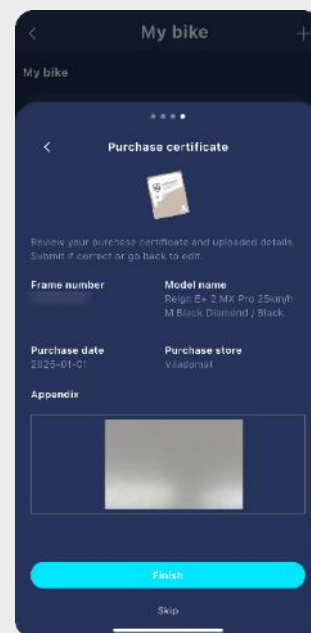 My bike
My bike
Purchase certificate
Review your purchase certificate and uploaded details.
Submit if correct or go back to edit.
Frame number
Model name
Reign E+ 2 MX Pro 25km/h
M Black Diamond / Black
Purchase date
Purchase store
2025-01-01
Viladomat
Appendix
Finish
Skip